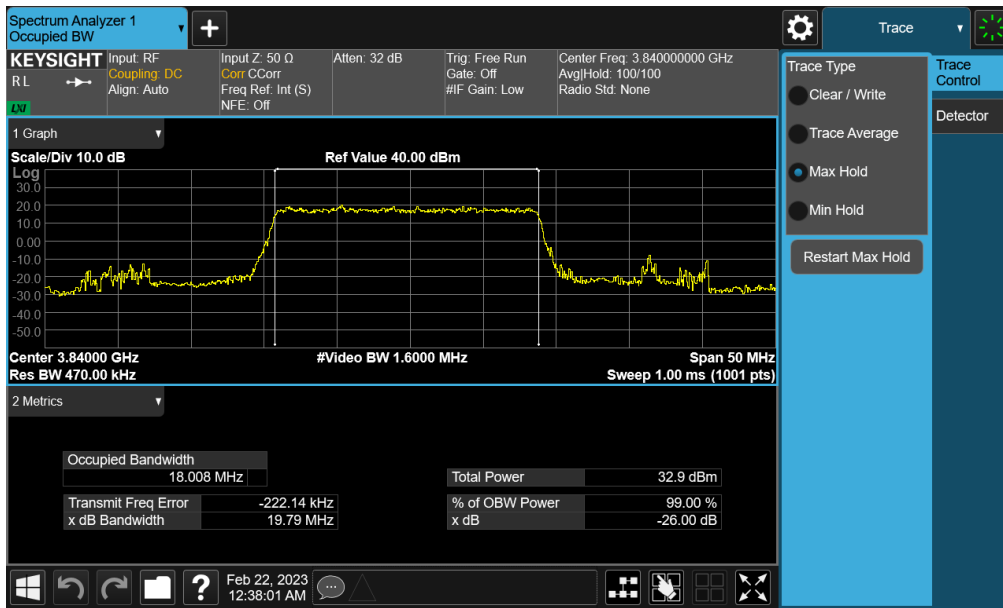 Spectrum Analyzer 1
Occupied BW
Trace
KEYSIGHT
R L
LXI
Input: RF
Coupling: DC
Align: Auto
Input Z: 50 Ω
Corr CCorr
Freq Ref: Int (S)
NFE: Off
Atten: 32 dB
Trig: Free Run
Gate: Off
#IF Gain: Low
Center Freq: 3.840000000 GHz
Avg|Hold: 100/100
Radio Std: None
Trace Type
Clear / Write
Trace Average
Max Hold
Min Hold
Restart Max Hold
Trace
Control
Detector
1 Graph
Scale/Div 10.0 dB
Ref Value 40.00 dBm
Log
30.0
20.0
10.0
0.00
-10.0
-20.0
-30.0
-40.0
-50.0
Center 3.84000 GHz
#Video BW 1.6000 MHz
Span 50 MHz
Res BW 470.00 kHz
Sweep 1.00 ms (1001 pts)
2 Metrics
Occupied Bandwidth
18.008 MHz
Total Power 32.9 dBm
Transmit Freq Error -222.14 kHz
% of OBW Power 99.00 %
x dB Bandwidth 19.79 MHz
x dB -26.00 dB
?
Feb 22, 2023
12:38:01 AM